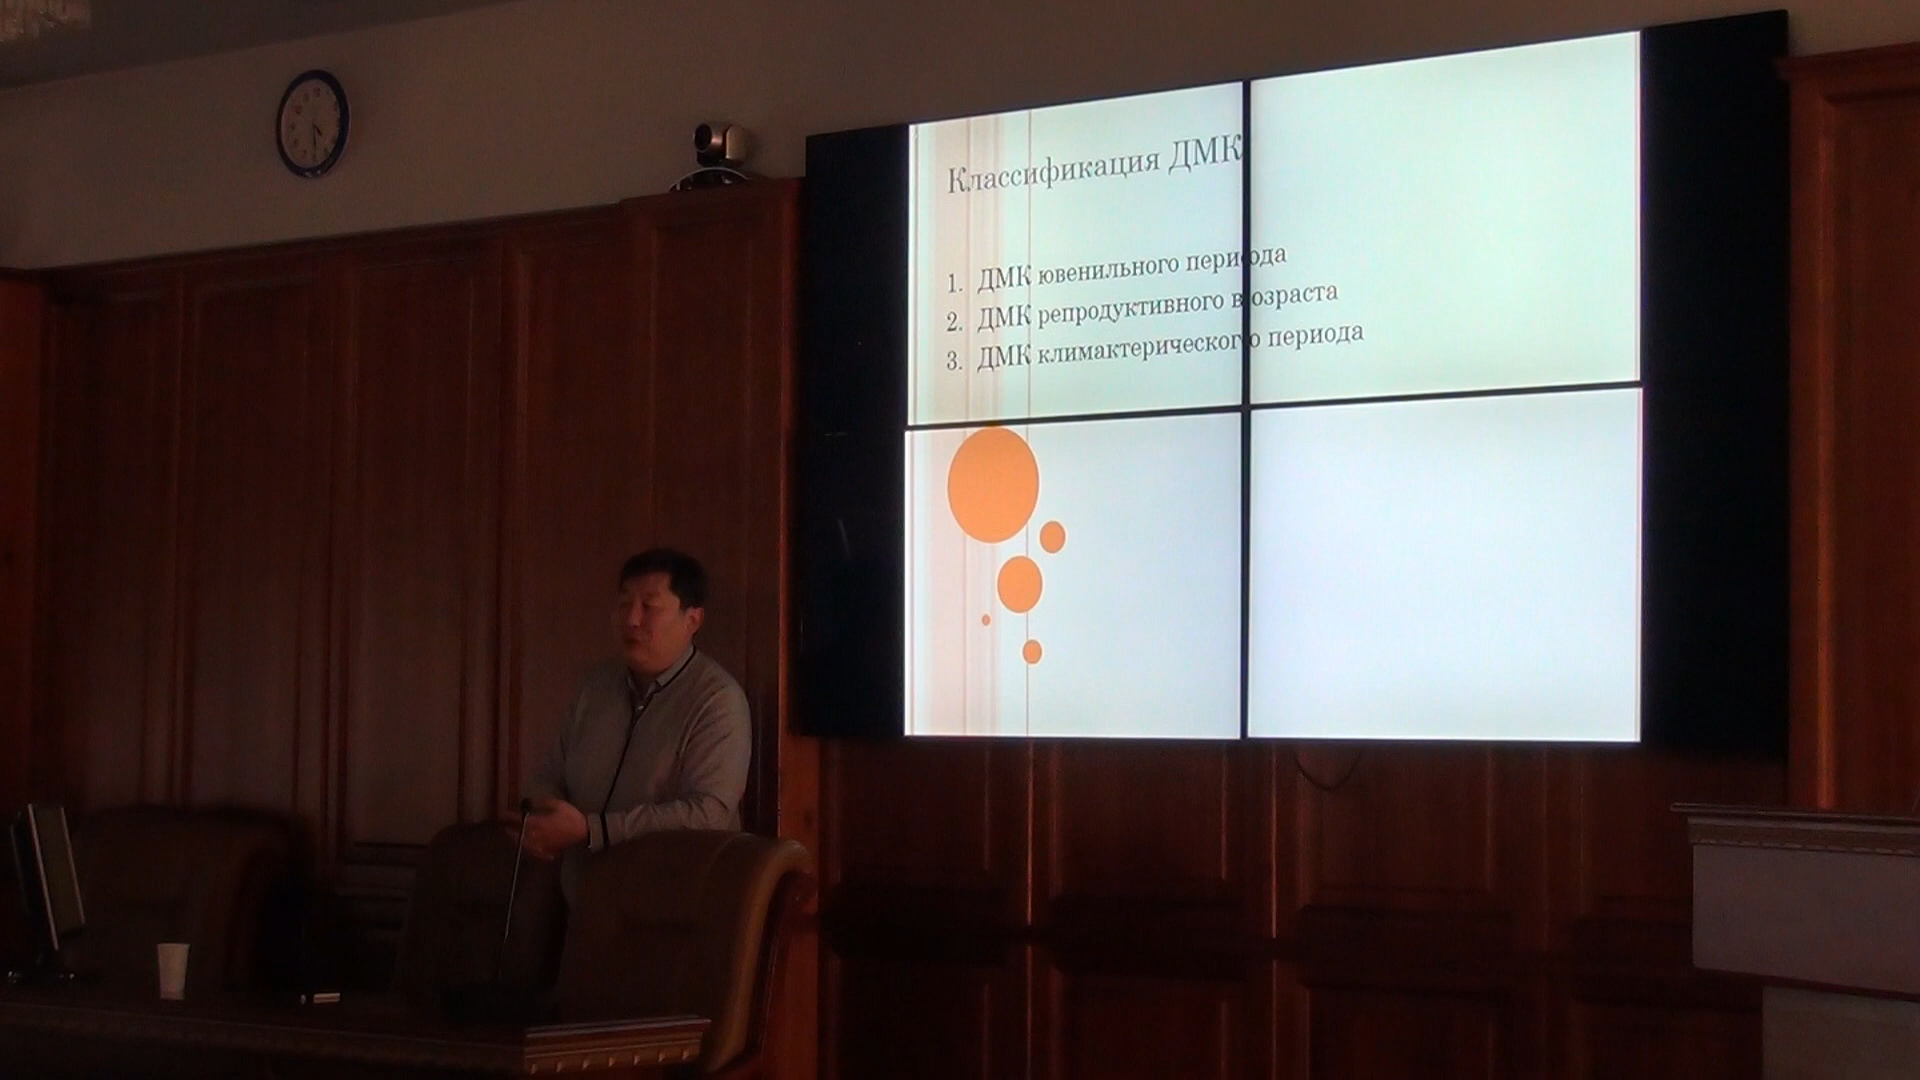 Классификация ДМК
1. ДМК ювенильного периода
2. ДМК репродуктивного возраста
3. ДМК климактерического периода